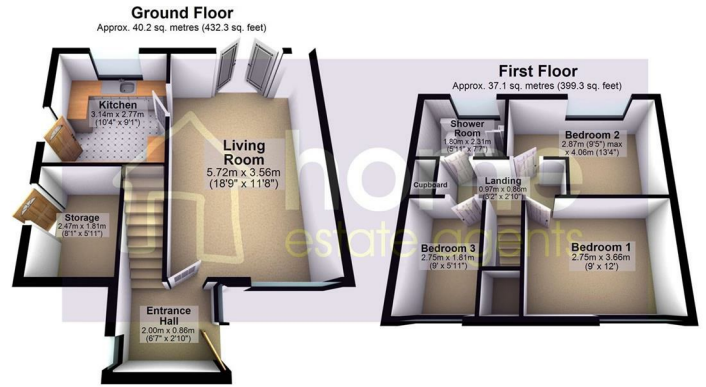 Ground Floor
Approx. 40.2 sq. metres (432.3 sq. feet)
Kitchen
3.14m x 2.77m
(10'4" x 9'1")
Living
Room
5.72m x 3.56m
(18'9" x 11'8")
Storage
2.47m x 1.81m
(8'1" x 5'11")
Entrance
Hall
2.00m x 0.86m
(6'7" x 2'10")
First Floor
Approx. 37.1 sq. metres (399.3 sq. feet)
Shower
Room
1.80m x 2.31m
(5'11" x 7'7")
Bedroom 2
2.87m (9'5") max
x 4.06m (13'4")
Cupboard
Landing
0.97m x 0.86m
(3'2" x 2'10")
Bedroom 3
2.75m x 1.81m
(9' x 5'11")
Bedroom 1
2.75m x 3.66m
(9' x 12')
estate agents